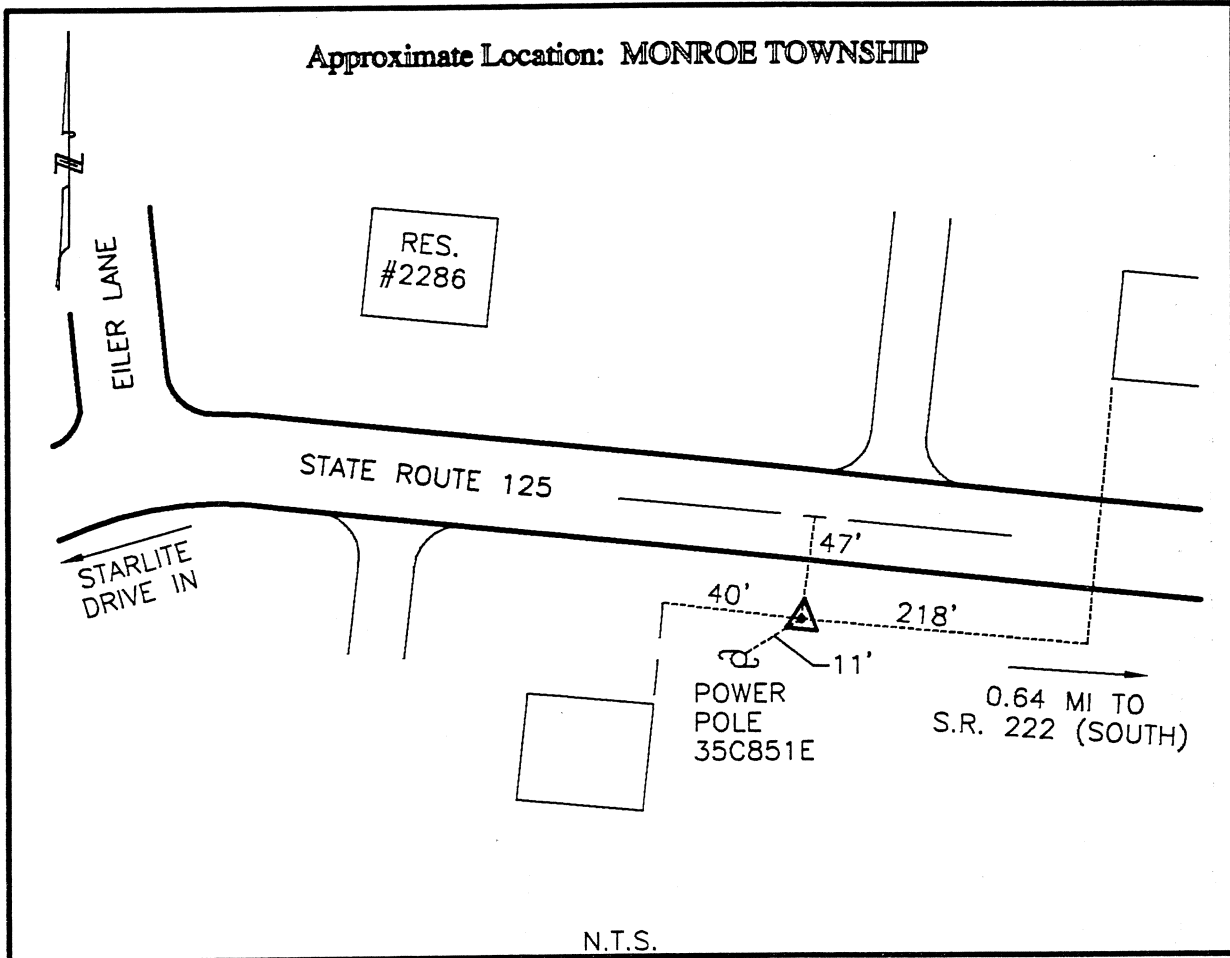 Approximate Location: MONROE TOWNSHIP
N
EILER LANE
RES.
#2286
STATE ROUTE 125
STARLITE
DRIVE IN
47'
40'
218'
11'
POWER
POLE
35C851E
0.64 MI TO
S.R. 222 (SOUTH)
N.T.S.